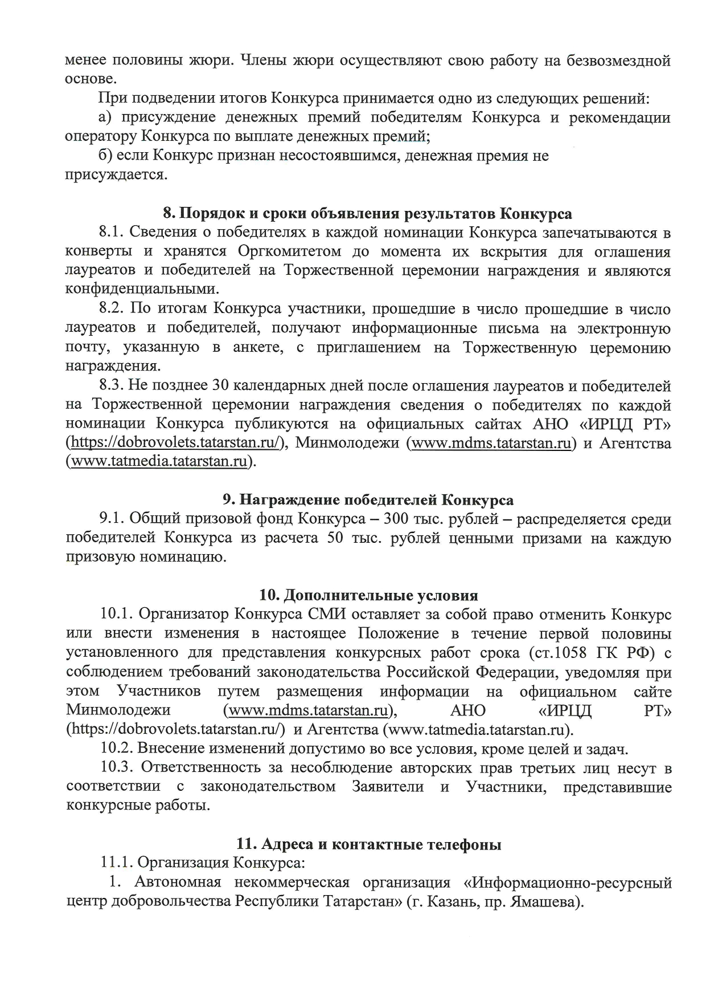 менее половины жюри. Члены жюри осуществляют свою работу на безвозмездной
основе.
При подведении итогов Конкурса принимается одно из следующих решений:
а) присуждение денежных премий победителям Конкурса и рекомендации
оператору Конкурса по выплате денежных премий;
б) если Конкурс признан несостоявшимся, денежная премия не
присуждается.
8. Порядок и сроки объявления результатов Конкурса
8.1. Сведения о победителях в каждой номинации Конкурса запечатываются в
конверты и хранятся Оргкомитетом до момента их вскрытия для оглашения
лауреатов и победителей на Торжественной церемонии награждения и являются
конфиденциальными.
8.2. По итогам Конкурса участники, прошедшие в число прошедшие в число
лауреатов и победителей, получают информационные письма на электронную
почту, указанную в анкете, с приглашением на Торжественную церемонию
награждения.
8.3. Не позднее 30 календарных дней после оглашения лауреатов и победителей
на Торжественной церемонии награждения сведения о победителях по каждой
номинации Конкурса публикуются на официальных сайтах АНО «ИРЦД РТ»
(https://dobrovolets.tatarstan.ru/), Минмолодежи (www.mdms.tatarstan.ru) и Агентства
(www.tatmedia.tatarstan.ru).
9. Награждение победителей Конкурса
9.1. Общий призовой фонд Конкурса – 300 тыс. рублей – распределяется среди
победителей Конкурса из расчета 50 тыс. рублей ценными призами на каждую
призовую номинацию.
10. Дополнительные условия
10.1. Организатор Конкурса СМИ оставляет за собой право отменить Конкурс
или внести изменения в настоящее Положение в течение первой половины
установленного для представления конкурсных работ срока (ст.1058 ГК РФ) с
соблюдением требований законодательства Российской Федерации, уведомляя при
этом Участников путем размещения информации на официальном сайте
Минмолодежи (www.mdms.tatarstan.ru), АНО «ИРЦД РТ»
(https://dobrovolets.tatarstan.ru/) и Агентства (www.tatmedia.tatarstan.ru).
10.2. Внесение изменений допустимо во все условия, кроме целей и задач.
10.3. Ответственность за несоблюдение авторских прав третьих лиц несут в
соответствии с законодательством Заявители и Участники, представившие
конкурсные работы.
11. Адреса и контактные телефоны
11.1. Организация Конкурса:
1. Автономная некоммерческая организация «Информационно-ресурсный
центр добровольчества Республики Татарстан» (г. Казань, пр. Ямашева).